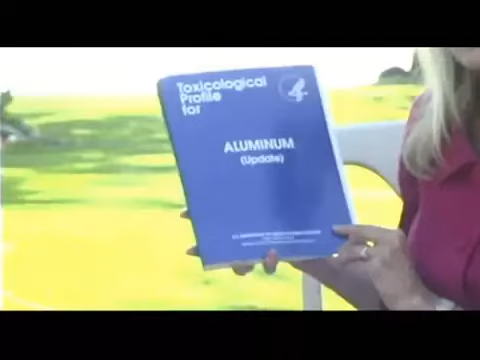 Toxicological
Profile
for
ALUMINUM
(Update)